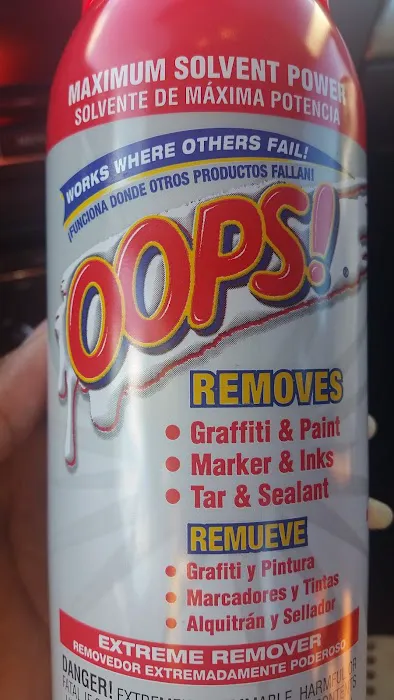 MAXIMUM SOLVENT POWER
SOLVENTE DE MÁXIMA POTENCIA
WORKS WHERE OTHERS FAIL!
¡FUNCIONA DONDE OTROS PRODUCTOS FALLAN!
OOPS!
REMOVES
• Graffiti & Paint
• Marker & Inks
• Tar & Sealant
REMUEVE
• Grafiti y Pintura
• Marcadores y Tintas
• Alquitrán y Sellador
EXTREME REMOVER
REMOVEDOR EXTREMADAMENTE PODEROSO
DANGER!
FATAL